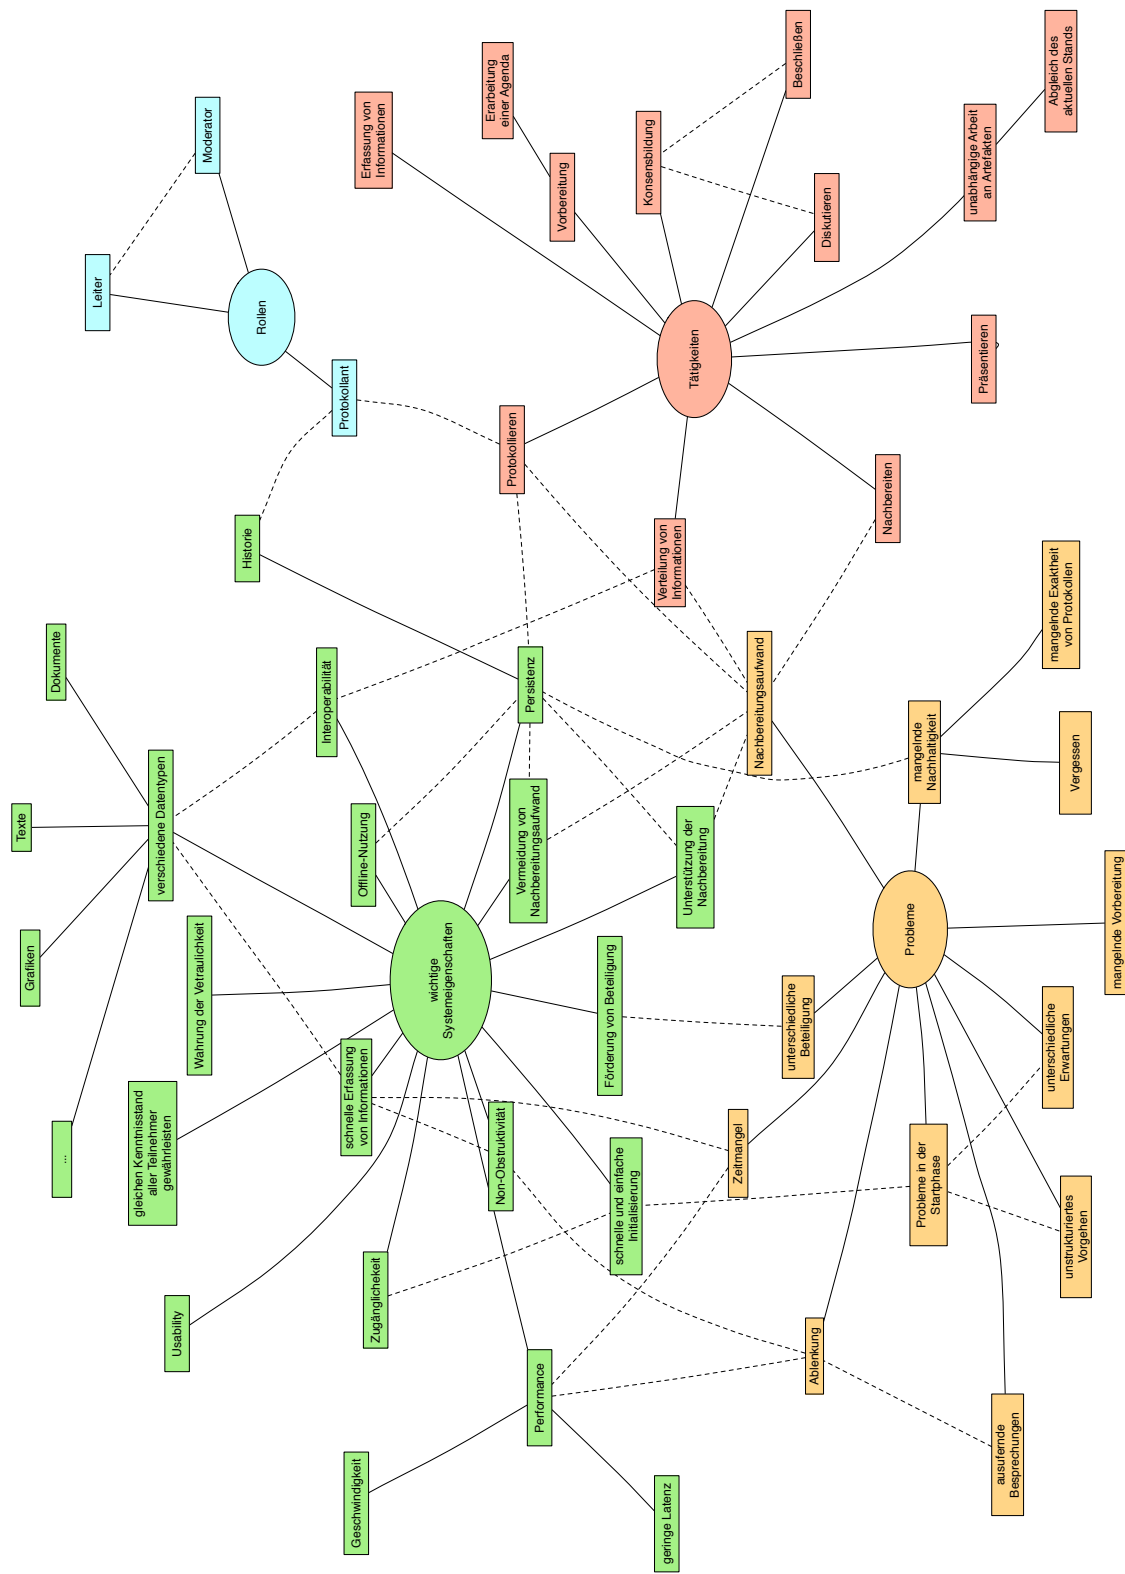 Leiter
Moderator
Rollen
Protokollant
Erfassung von
Informationen
Erarbeitung
einer Agenda
Vorbereitung
Konsensbildung
Beschließen
Diskutieren
unabhängige Arbeit
an Artefakten
Abgleich des
aktuellen Stands
Tätigkeiten
Präsentieren
Protokollieren
Verteilung von
Informationen
Nachbereiten
Historie
Dokumente
Texte
Grafiken
...
verschiedene Datentypen
Interoperabilität
Persistenz
Offline-Nutzung
Vermeidung von
Nachbereitungsaufwand
Unterstützung der
Nachbereitung
Wahrung der Vetraulichkeit
wichtige
Systemeigenschaften
gleichen Kenntnisstand
aller Teilnehmer
gewährleisten
schnelle Erfassung
von Informationen
Förderung von Beteiligung
Non-Obstruktivität
schnelle und einfache
Initialisierung
Usability
Zugänglichekeit
Performance
Geschwindigkeit
geringe Latenz
Nachbereitungsaufwand
mangelnde
Nachhaltigkeit
mangelnde Exaktheit
von Protokollen
Vergessen
Probleme
mangelnde Vorbereitung
unterschiedliche
Beteiligung
unterschiedliche
Erwartungen
Zeitmangel
Probleme in der
Startphase
unstrukturiertes
Vorgehen
Ablenkung
ausufernde
Besprechungen